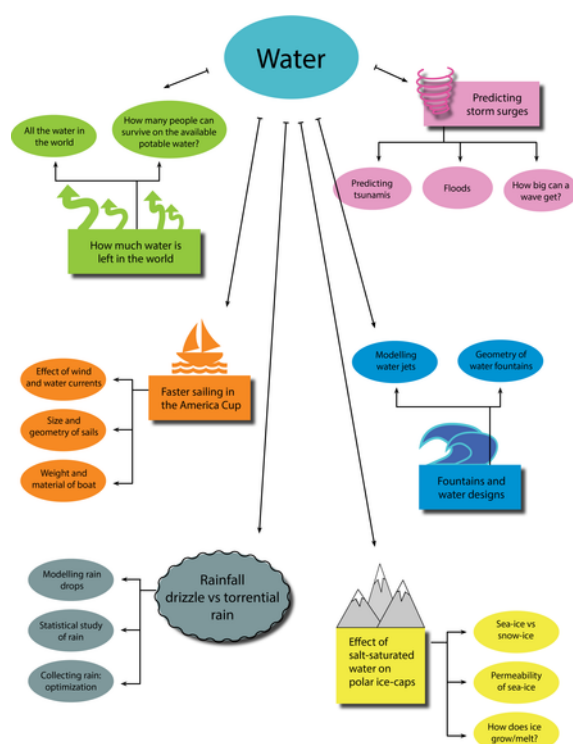 Water
All the water in
the world
How many people can
survive on the available
potable water?
How much water is
left in the world
Predicting
storm surges
Predicting
tsunamis
Floods
How big can a
wave get?
Effect of wind
and water currents
Size and
geometry of sails
Weight and
material of boat
Faster sailing in
the America Cup
Modelling
water jets
Geometry of
water fountains
Fountains and
water designs
Modelling rain
drops
Statistical study
of rain
Collecting rain:
optimization
Rainfall
drizzle vs torrential
rain
Effect of
salt-saturated
water on
polar ice-caps
Sea-ice vs
snow-ice
Permeability
of sea-ice
How does ice
grow/melt?